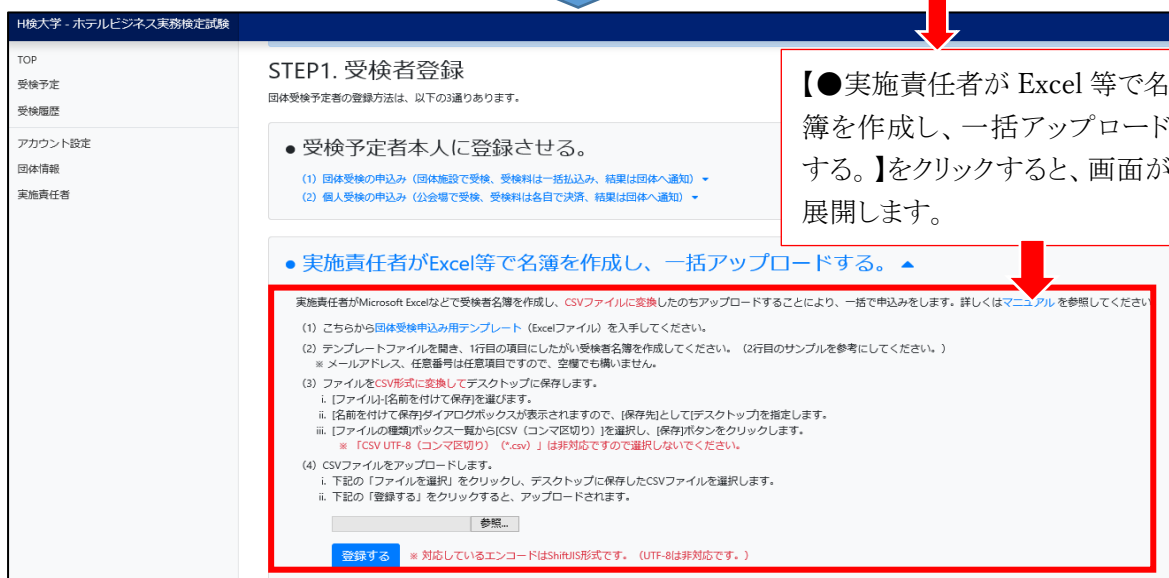 H検大学 - ホテルビジネス実務検定試験
TOP
受検予定
受検履歴
アカウント設定
団体情報
実施責任者
STEP1. 受検者登録
団体受検予定者の登録方法は、以下の3通りあります。
● 受検予定者本人に登録させる。
(1) 団体受検の申込み（団体施設で受検、受検料は一括払込み、結果は団体へ通知）
(2) 個人受検の申込み（公会場で受検、受検料は各自で決済、結果は団体へ通知）
【●実施責任者が Excel 等で名
簿を作成し、一括アップロード
する。】をクリックすると、画面が
展開します。
● 実施責任者がExcel等で名簿を作成し、一括アップロードする。
実施責任者がMicrosoft Excelなどで受検者名簿を作成し、CSVファイルに変換したのちアップロードすることにより、一括で申込みをします。詳しくはマニュアル を参照してください
(1) こちらから団体受検申込み用テンプレート（Excelファイル）を入手してください。
(2) テンプレートファイルを開き、1行目の項目にしたがい受検者名簿を作成してください。（2行目のサンプルを参考にしてください。）
※ メールアドレス、任意番号は任意項目ですので、空欄でも構いません。
(3) ファイルをCSV形式に変換してデスクトップに保存します。
i. [ファイル]-[名前を付けて保存]を選びます。
ii. [名前を付けて保存]ダイアログボックスが表示されますので、[保存先]として[デスクトップ]を指定します。
iii. [ファイルの種類]ボックス一覧から[CSV（コンマ区切り）]を選択し、[保存]ボタンをクリックします。
※ 「CSV UTF-8（コンマ区切り）（*.csv）」は非対応ですので選択しないでください。
(4) CSVファイルをアップロードします。
i. 下記の「ファイルを選択」をクリックし、デスクトップに保存したCSVファイルを選択します。
ii. 下記の「登録する」をクリックすると、アップロードされます。
参照...
登録する ※ 対応しているエンコードはShiftJIS形式です。（UTF-8は非対応です。）